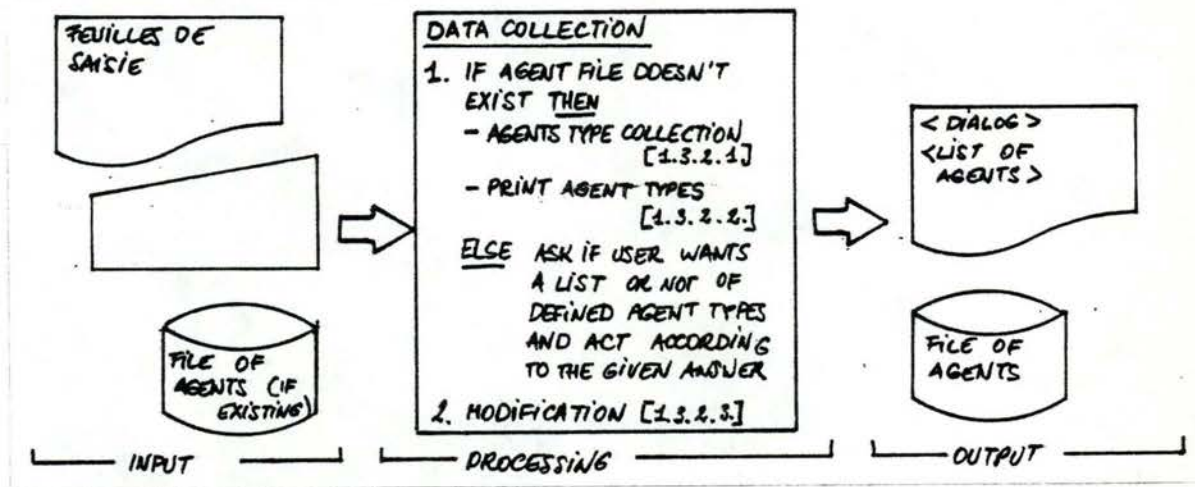 FEUILLES DE
SAISIE
FILE OF
AGENTS (IF
EXISTING)
INPUT
DATA COLLECTION
1. IF AGENT FILE DOESN'T
EXIST THEN
- AGENTS TYPE COLLECTION
[1.3.2.1]
- PRINT AGENT TYPES
[1.3.2.2.]
ELSE ASK IF USER WANTS
A LIST OR NOT OF
DEFINED AGENT TYPES
AND ACT ACCORDING
TO THE GIVEN ANSWER
2. MODIFICATION [1.3.2.3.]
PROCESSING
< DIALOG >
<LIST OF
AGENTS >
FILE OF
AGENTS
OUTPUT